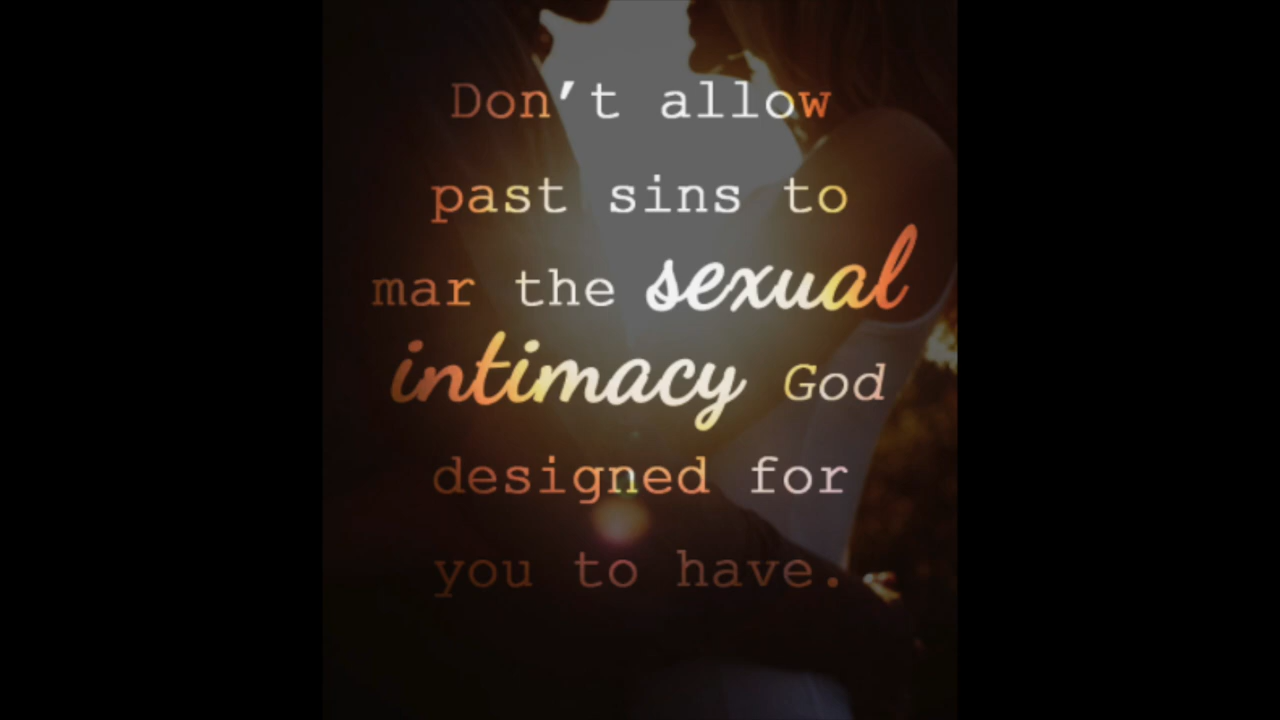 Don't allow
past sins to
mar the sexual
intimacy God
designed for
you to have.